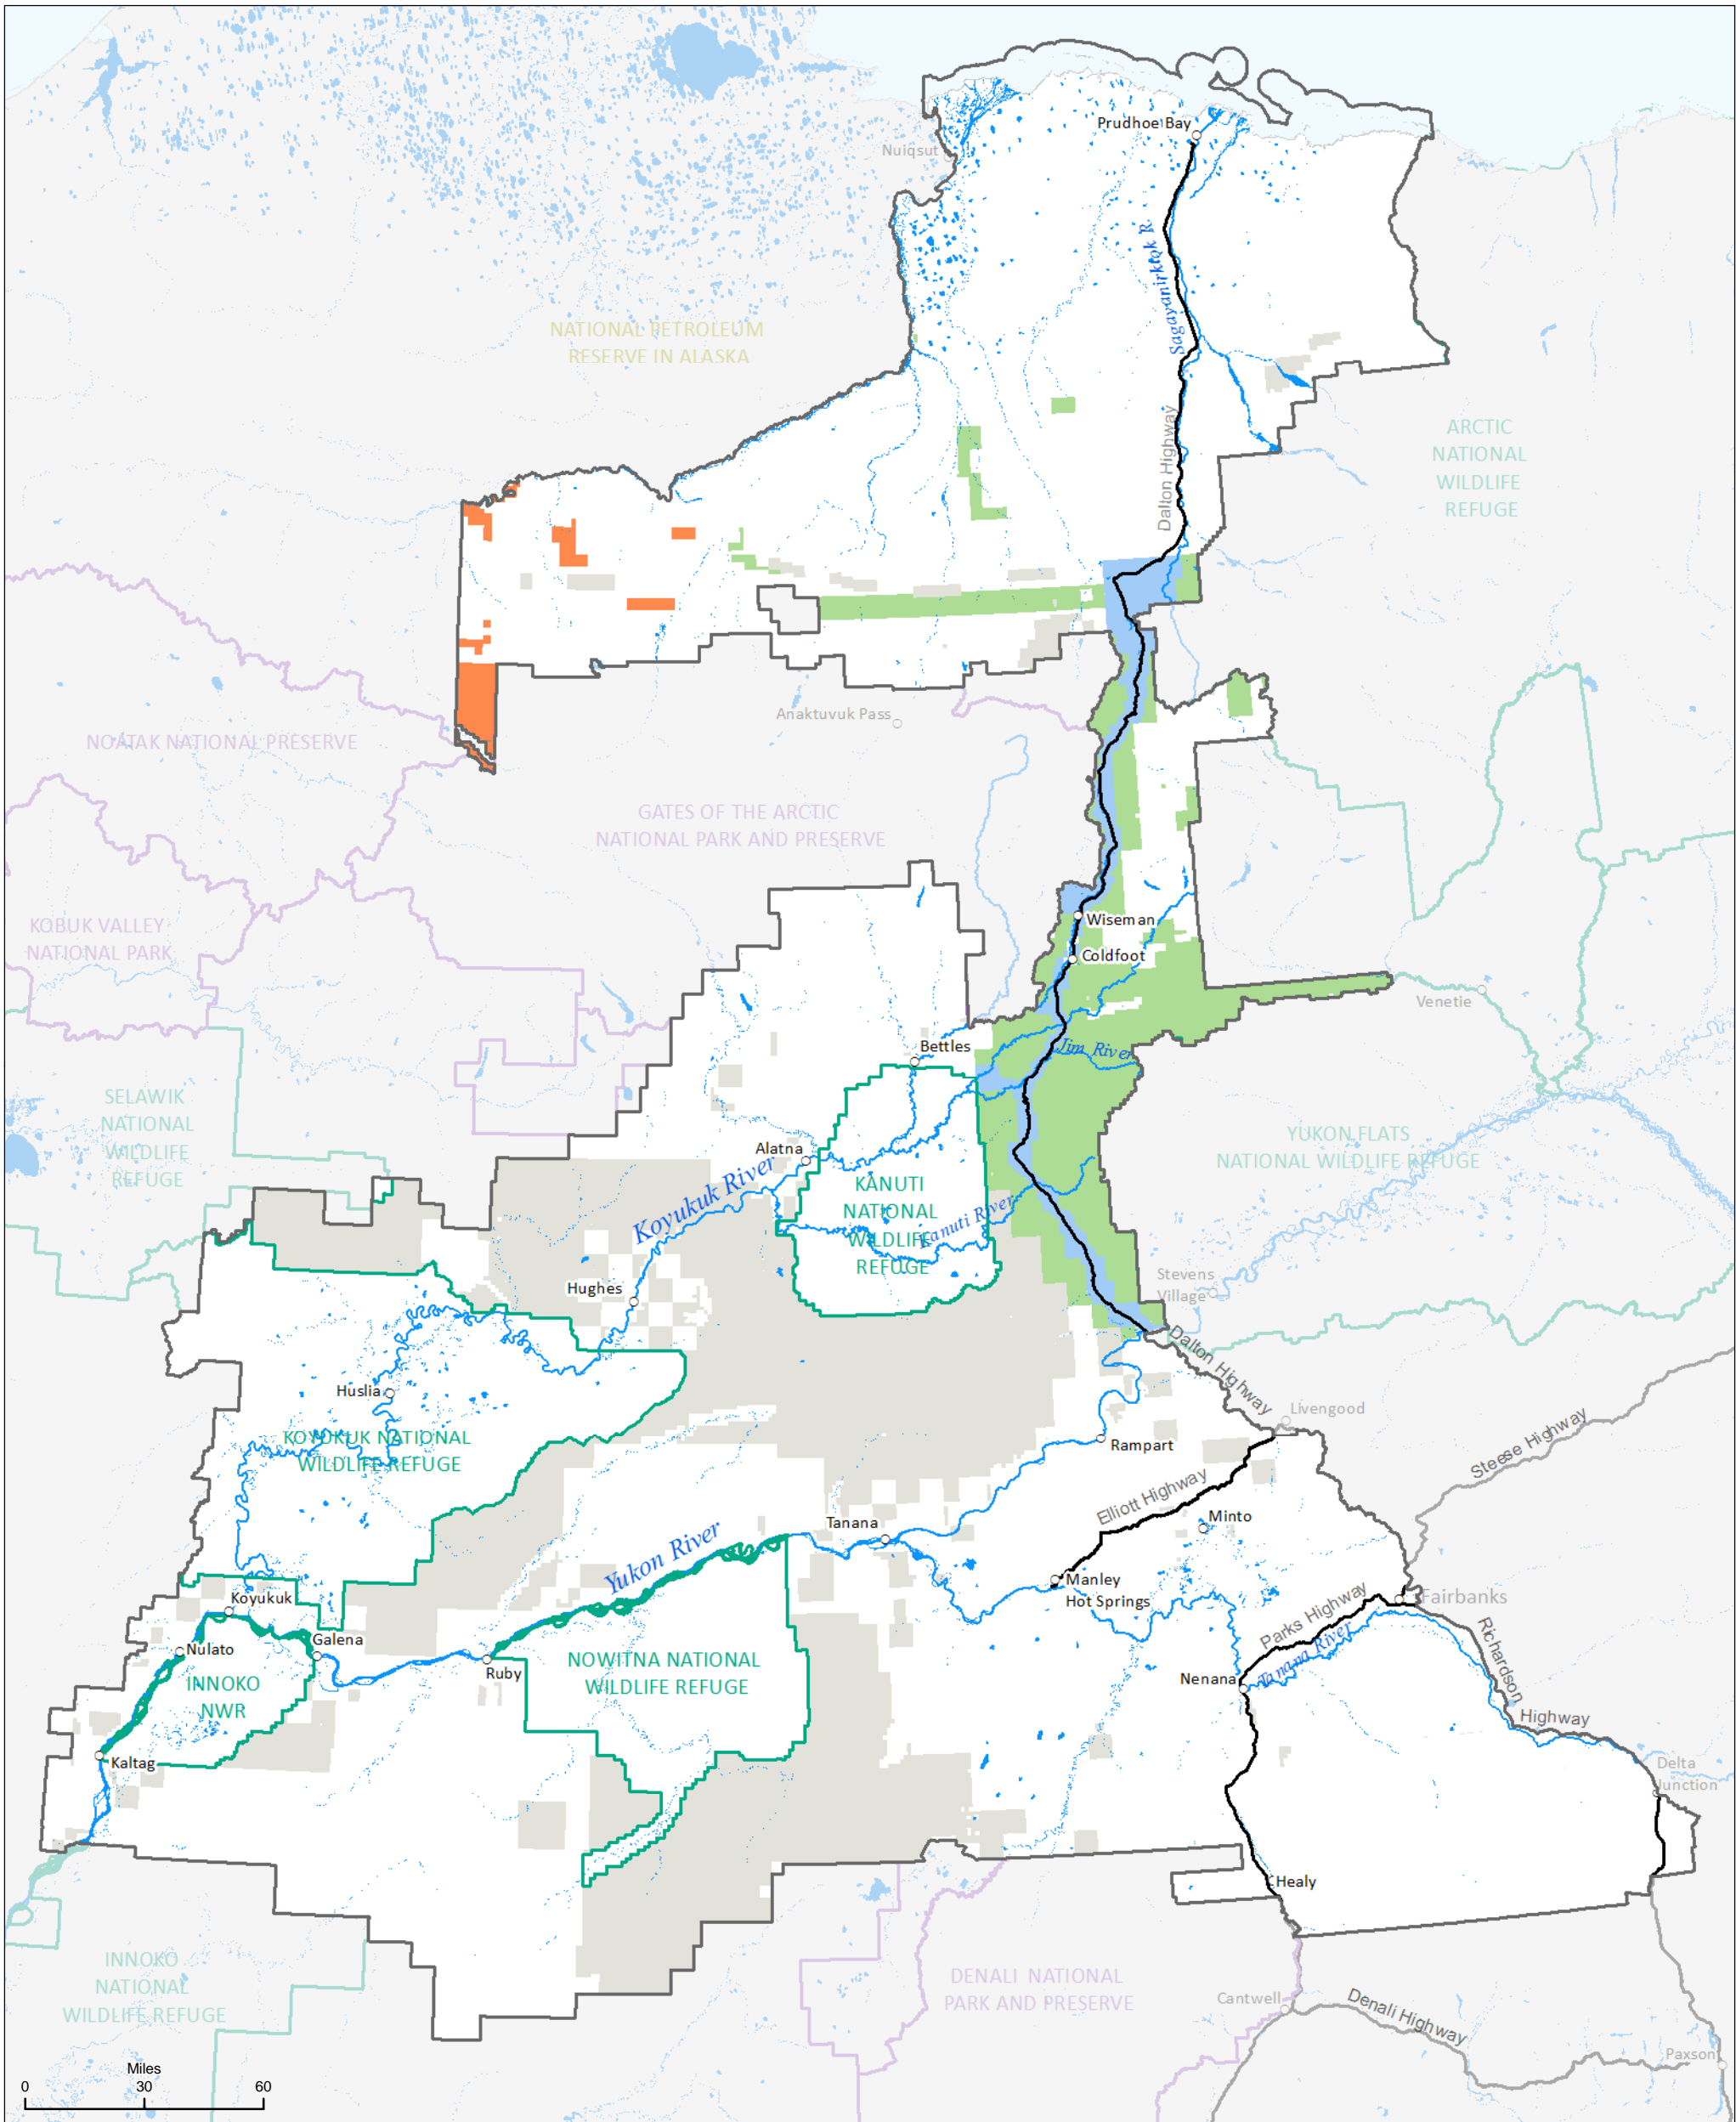 Prudhoe Bay
Nuiqsut
Sagavanirktok R.
NATIONAL PETROLEUM
RESERVE IN ALASKA
Dalton Highway
ARCTIC
NATIONAL
WILDLIFE
REFUGE
Anaktuvuk Pass
NOATAK NATIONAL PRESERVE
GATES OF THE ARCTIC
NATIONAL PARK AND PRESERVE
KOBUK VALLEY
NATIONAL PARK
Wiseman
Coldfoot
Venetie
Bettles
Jim River
SELAWIK
NATIONAL
WILDLIFE
REFUGE
YUKON FLATS
NATIONAL WILDLIFE REFUGE
Alatna
Koyukuk River
KANUTI
NATIONAL
WILDLIFE
REFUGE
Kanuti River
Hughes
Stevens
Village
Dalton Highway
Huslia
Livengood
KOYUKUK NATIONAL
WILDLIFE REFUGE
Rampart
Steese Highway
Elliott Highway
Minto
Tanana
Yukon River
Manley
Hot Springs
Koyukuk
Fairbanks
Parks Highway
Tanana River
Richardson
Highway
Nulato
Galena
Ruby
INNOKO
NWR
NOWITNA NATIONAL
WILDLIFE REFUGE
Nenana
Kaltag
Delta
Junction
Healy
INNOKO
NATIONAL
WILDLIFE REFUGE
DENALI NATIONAL
PARK AND PRESERVE
Cantwell
Denali Highway
Paxson
Miles
0 30 60